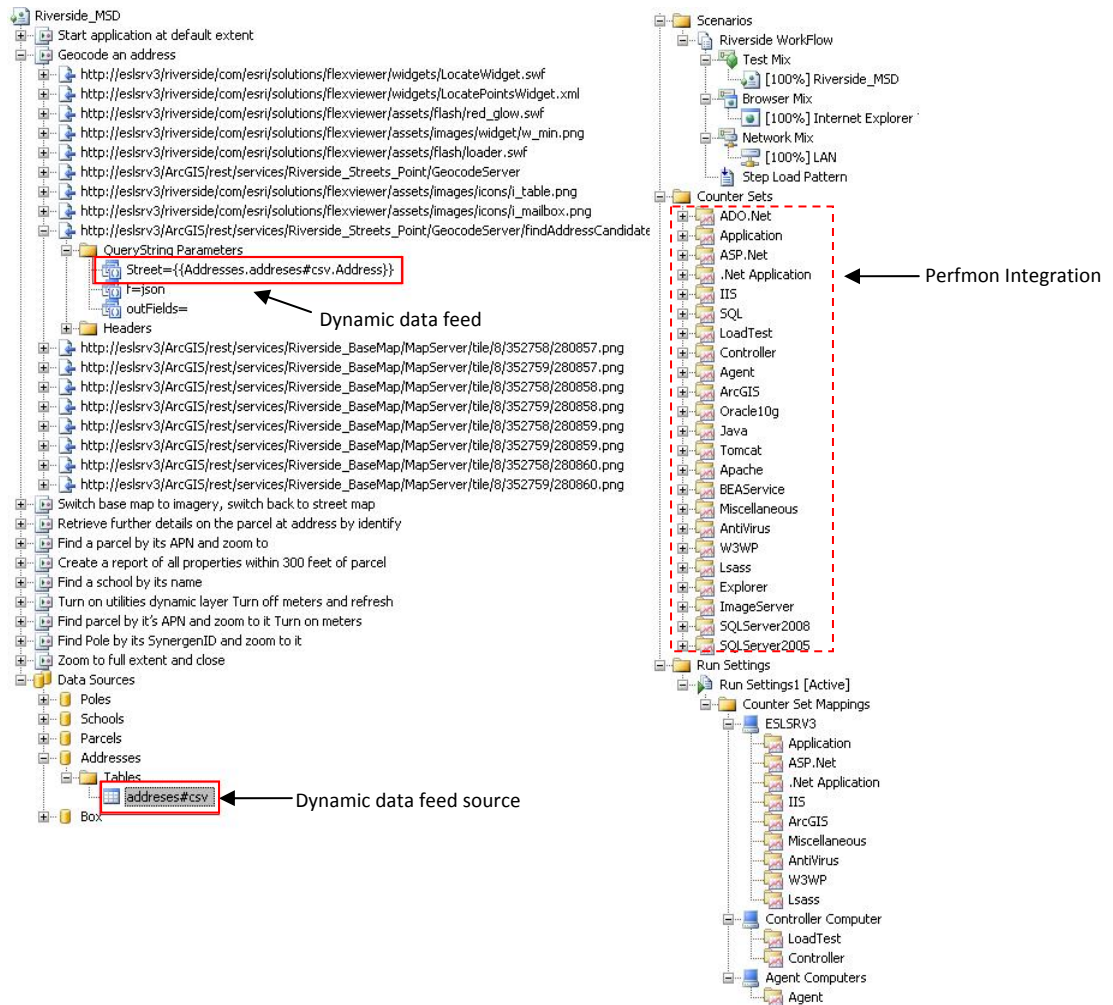 Riverside_MSD
Start application at default extent
Geocode an address
http://eslsrv3/riverside/com/esri/solutions/flexviewer/widgets/LocateWidget.swf
http://eslsrv3/riverside/com/esri/solutions/flexviewer/widgets/LocatePointsWidget.xml
http://eslsrv3/riverside/com/esri/solutions/flexviewer/assets/flash/red_glow.swf
http://eslsrv3/riverside/com/esri/solutions/flexviewer/assets/images/widget/w_min.png
http://eslsrv3/riverside/com/esri/solutions/flexviewer/assets/flash/loader.swf
http://eslsrv3/ArcGIS/rest/services/Riverside_Streets_Point/GeocodeServer
http://eslsrv3/riverside/com/esri/solutions/flexviewer/assets/images/icons/i_table.png
http://eslsrv3/riverside/com/esri/solutions/flexviewer/assets/images/icons/i_mailbox.png
http://eslsrv3/ArcGIS/rest/services/Riverside_Streets_Point/GeocodeServer/findAddressCandidate
QueryString Parameters
Street={{Addresses.addreses#csv.Address}}
f=json
outFields=
Dynamic data feed
Headers
http://eslsrv3/ArcGIS/rest/services/Riverside_BaseMap/MapServer/tile/8/352758/280857.png
http://eslsrv3/ArcGIS/rest/services/Riverside_BaseMap/MapServer/tile/8/352759/280857.png
http://eslsrv3/ArcGIS/rest/services/Riverside_BaseMap/MapServer/tile/8/352758/280858.png
http://eslsrv3/ArcGIS/rest/services/Riverside_BaseMap/MapServer/tile/8/352759/280858.png
http://eslsrv3/ArcGIS/rest/services/Riverside_BaseMap/MapServer/tile/8/352758/280859.png
http://eslsrv3/ArcGIS/rest/services/Riverside_BaseMap/MapServer/tile/8/352759/280859.png
http://eslsrv3/ArcGIS/rest/services/Riverside_BaseMap/MapServer/tile/8/352758/280860.png
http://eslsrv3/ArcGIS/rest/services/Riverside_BaseMap/MapServer/tile/8/352759/280860.png
Switch base map to imagery, switch back to street map
Retrieve further details on the parcel at address by identify
Find a parcel by its APN and zoom to
Create a report of all properties within 300 feet of parcel
Find a school by its name
Turn on utilities dynamic layer Turn off meters and refresh
Find parcel by it's APN and zoom to it Turn on meters
Find Pole by its SynergenID and zoom to it
Zoom to full extent and close
Data Sources
Poles
Schools
Parcels
Addresses
Tables
addreses#csv
Dynamic data feed source
Box
Scenarios
Riverside WorkFlow
Test Mix
[100%] Riverside_MSD
Browser Mix
[100%] Internet Explorer
Network Mix
[100%] LAN
Step Load Pattern
Counter Sets
ADO.Net
Application
ASP.Net
.Net Application
Perfmon Integration
IIS
SQL
LoadTest
Controller
Agent
ArcGIS
Oracle10g
Java
Tomcat
Apache
BEAService
Miscellaneous
AntiVirus
W3WP
Lsass
Explorer
ImageServer
SQLServer2008
SQLServer2005
Run Settings
Run Settings1 [Active]
Counter Set Mappings
ESLSRV3
Application
ASP.Net
.Net Application
IIS
ArcGIS
Miscellaneous
AntiVirus
W3WP
Lsass
Controller Computer
LoadTest
Controller
Agent Computers
Agent